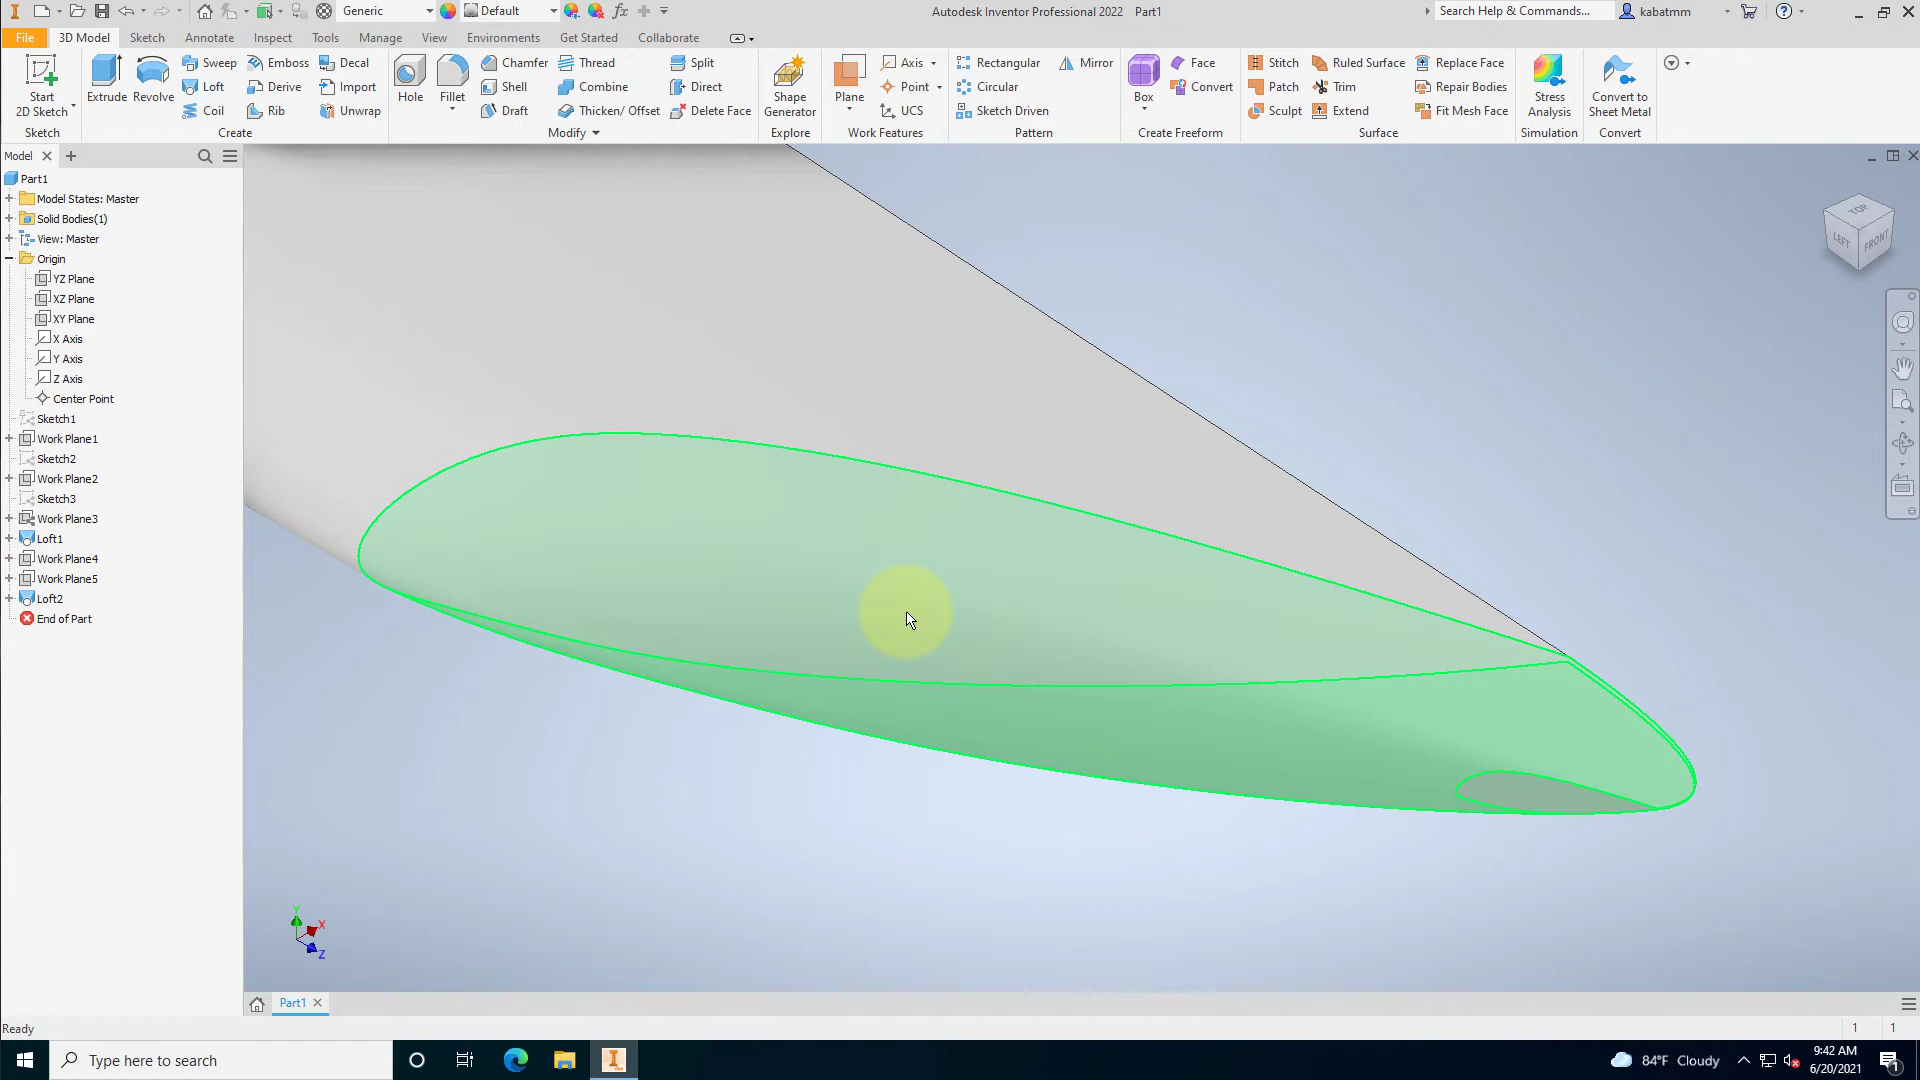 Generic
Default
Autodesk Inventor Professional 2022 Part1
Search Help & Commands...
kabatmm
File
3D Model
Sketch
Annotate
Inspect
Tools
Manage
View
Environments
Get Started
Collaborate
Start
2D Sketch
Sketch
Extrude
Revolve
Sweep
Loft
Coil
Emboss
Derive
Rib
Decal
Import
Unwrap
Create
Hole
Fillet
Chamfer
Shell
Draft
Thread
Combine
Thicken/ Offset
Split
Direct
Delete Face
Modify
Shape
Generator
Explore
Plane
Axis
Point
UCS
Work Features
Rectangular
Circular
Sketch Driven
Mirror
Pattern
Box
Face
Convert
Create Freeform
Stitch
Patch
Sculpt
Ruled Surface
Trim
Extend
Replace Face
Repair Bodies
Fit Mesh Face
Surface
Stress
Analysis
Simulation
Convert to
Sheet Metal
Convert
Model
Part1
Model States: Master
Solid Bodies(1)
View: Master
Origin
YZ Plane
XZ Plane
XY Plane
X Axis
Y Axis
Z Axis
Center Point
Sketch1
Work Plane1
Sketch2
Work Plane2
Sketch3
Work Plane3
Loft1
Work Plane4
Work Plane5
Loft2
End of Part
TOP
LEFT
FRONT
Y
X
Z
Part1
Ready
1 1
Type here to search
84°F Cloudy
9:42 AM
6/20/2021
1